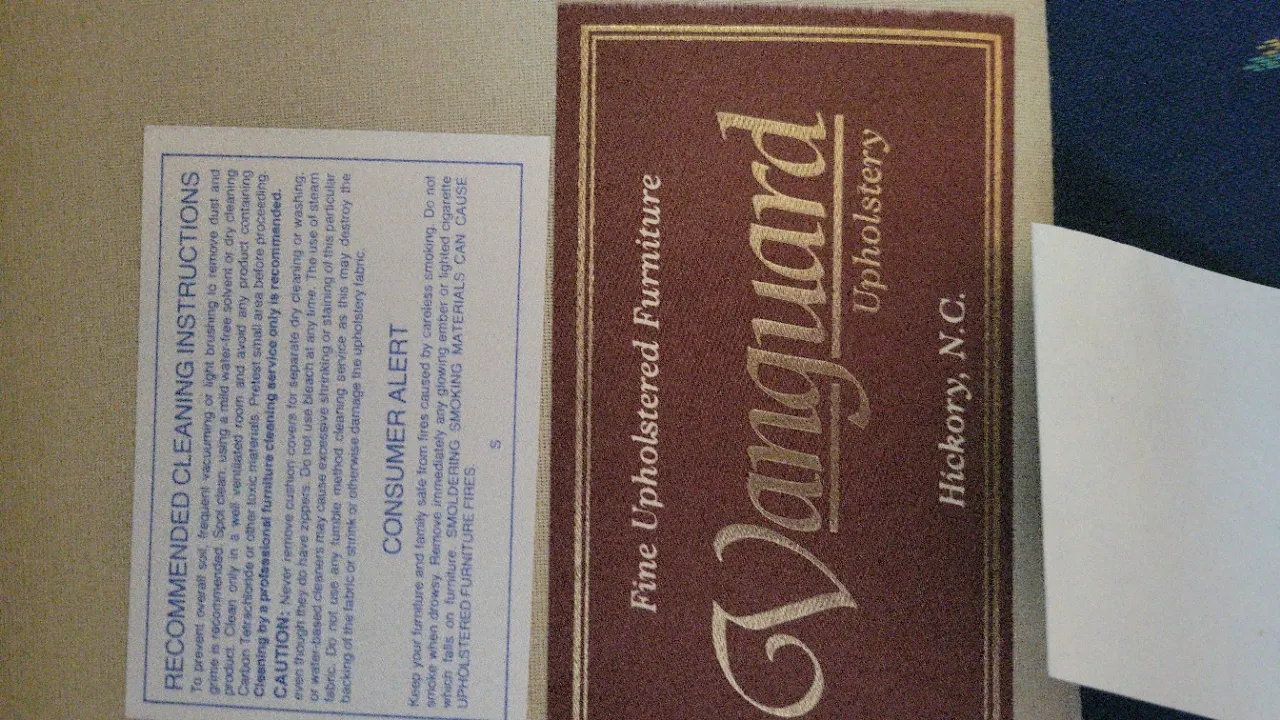 RECOMMENDED CLEANING INSTRUCTIONS
To prevent overall soil, frequent vacuuming or light brushing to remove dust and
grime is recommended. Spot clean, using a mild water-free solvent or dry cleaning
product. Clean only in a well ventilated room and avoid any product containing
Carbon Tetrachloride or other toxic materials. Pretest small area before proceeding.
Cleaning by a professional furniture cleaning service only is recommended.
CAUTION: Never remove cushion covers for separate dry cleaning or washing,
even though they do have zippers. Do not use bleach at any time. The use of steam
or water-based cleaners may cause excessive shrinking or staining of this particular
fabric. Do not use any fumble method cleaning service as this may destroy the
backing of the fabric or shrink or otherwise damage the upholstery fabric.
CONSUMER ALERT
Keep your furniture and family safe from fires caused by careless smoking. Do not
smoke when drowsy. Remove immediately any glowing ember or lighted cigarette
which falls on furniture. SMOLDERING SMOKING MATERIALS CAN CAUSE
UPHOLSTERED FURNITURE FIRES.
S
Fine Upholstered Furniture
Vanguard
Upholstery
Hickory, N.C.